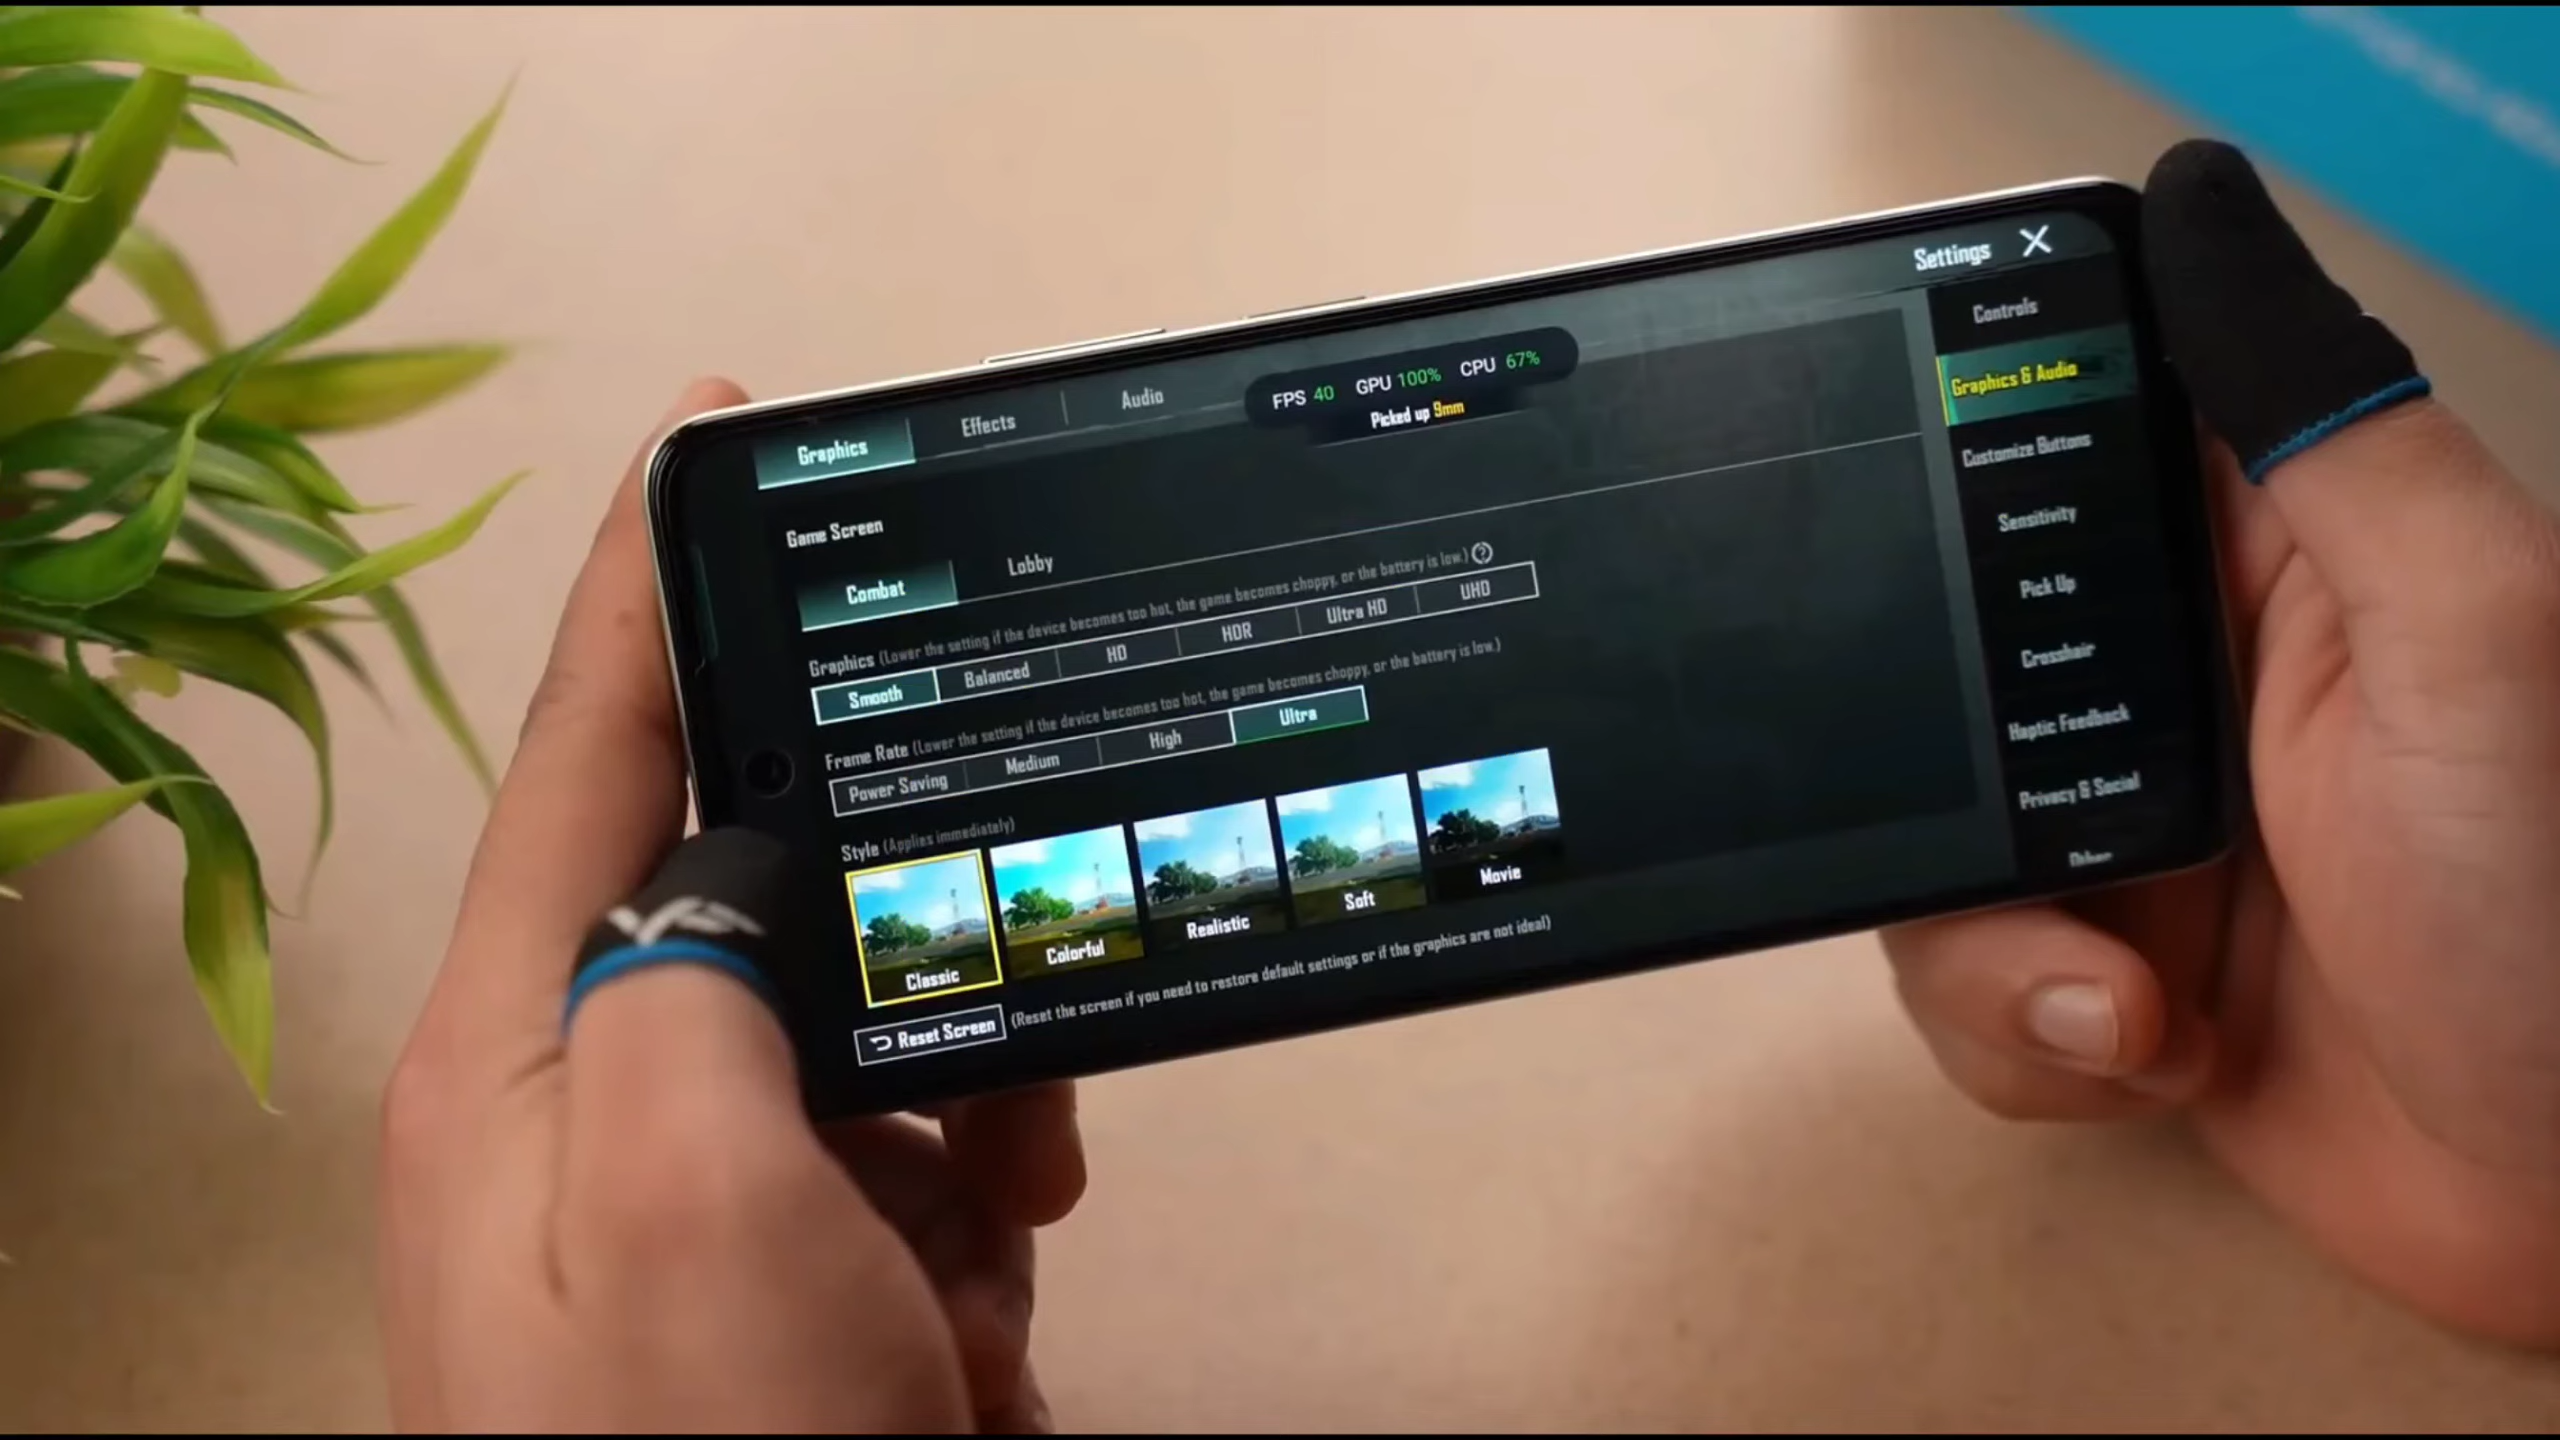 Settings X
Controls
Graphics & Audio
Customize Buttons
Sensitivity
Pick Up
Crosshair
Haptic Feedback
Privacy & Social
Other
FPS 40 GPU 100% CPU 67%
Picked up 9mm
Graphics Effects Audio
Game Screen
Combat Lobby
Graphics (Lower the setting if the device becomes too hot, the game becomes choppy, or the battery is low.) ?
Smooth Balanced HD HDR Ultra HD UHD
Frame Rate (Lower the setting if the device becomes too hot, the game becomes choppy, or the battery is low.)
Power Saving Medium High Ultra
Style (Applies immediately)
Classic Colorful Realistic Soft Movie
Reset Screen (Reset the screen if you need to restore default settings or if the graphics are not ideal)